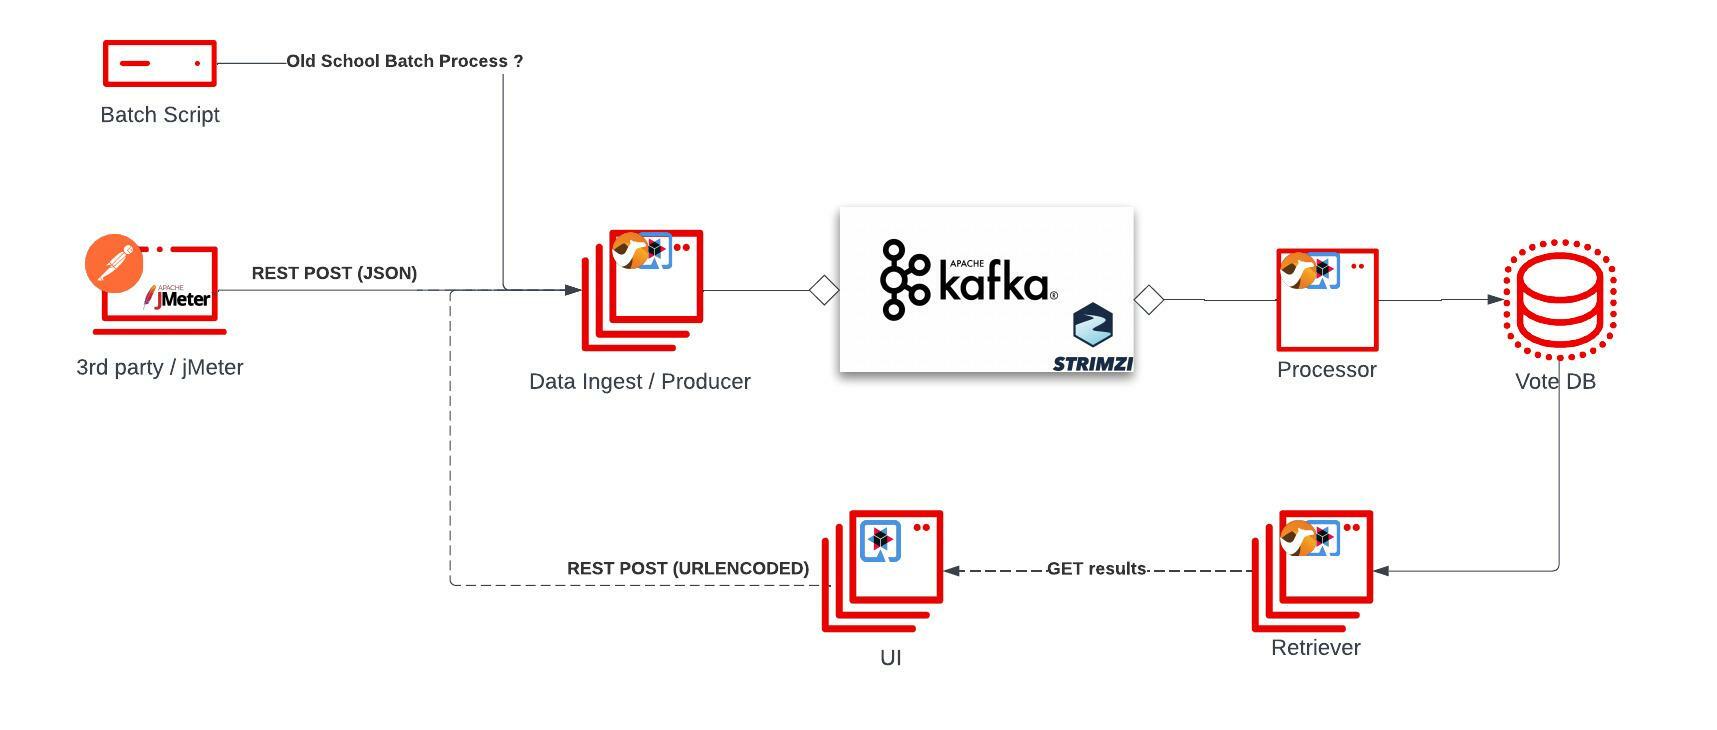 Old School Batch Process ?
Batch Script
REST POST (JSON)
APACHE
JMeter
3rd party / jMeter
Data Ingest / Producer
APACHE
kafka®
STRIMZI
Processor
Vote DB
REST POST (URLENCODED)
GET results
UI
Retriever